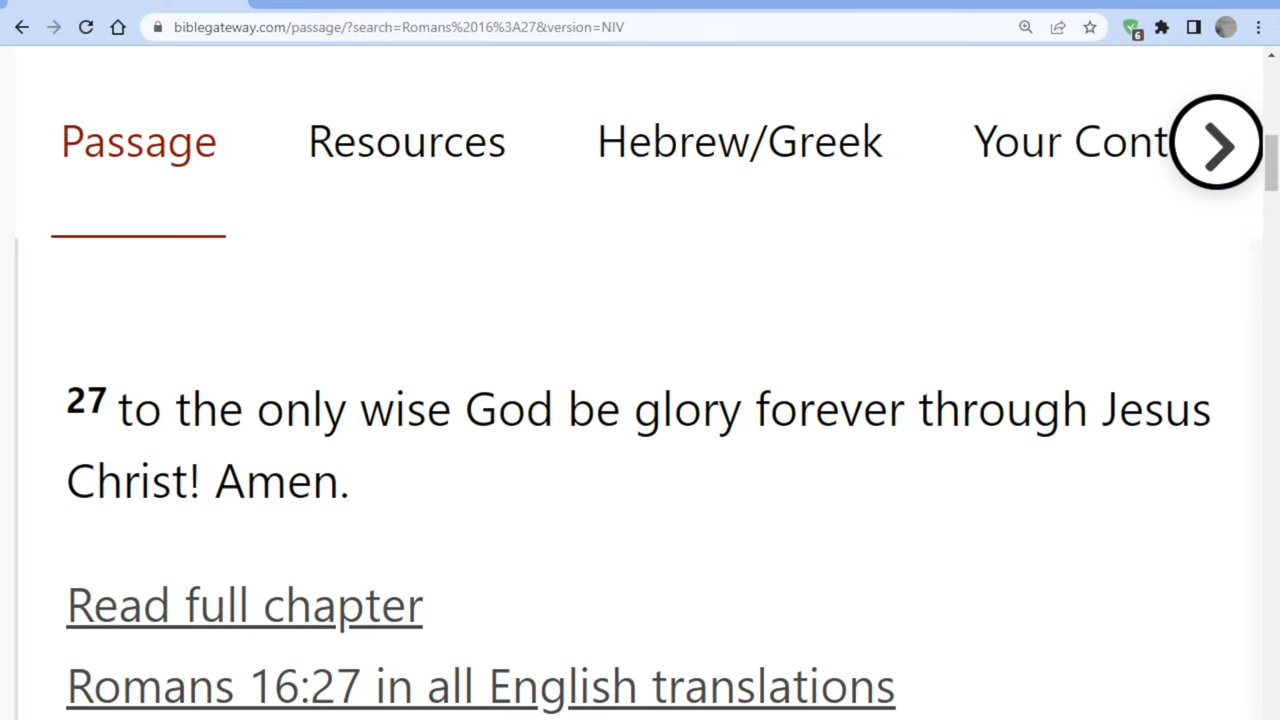 biblegateway.com/passage/?search=Romans%2016%3A27&version=NIV
6
Passage Resources Hebrew/Greek Your Cont
27 to the only wise God be glory forever through Jesus
Christ! Amen.
Read full chapter
Romans 16:27 in all English translations